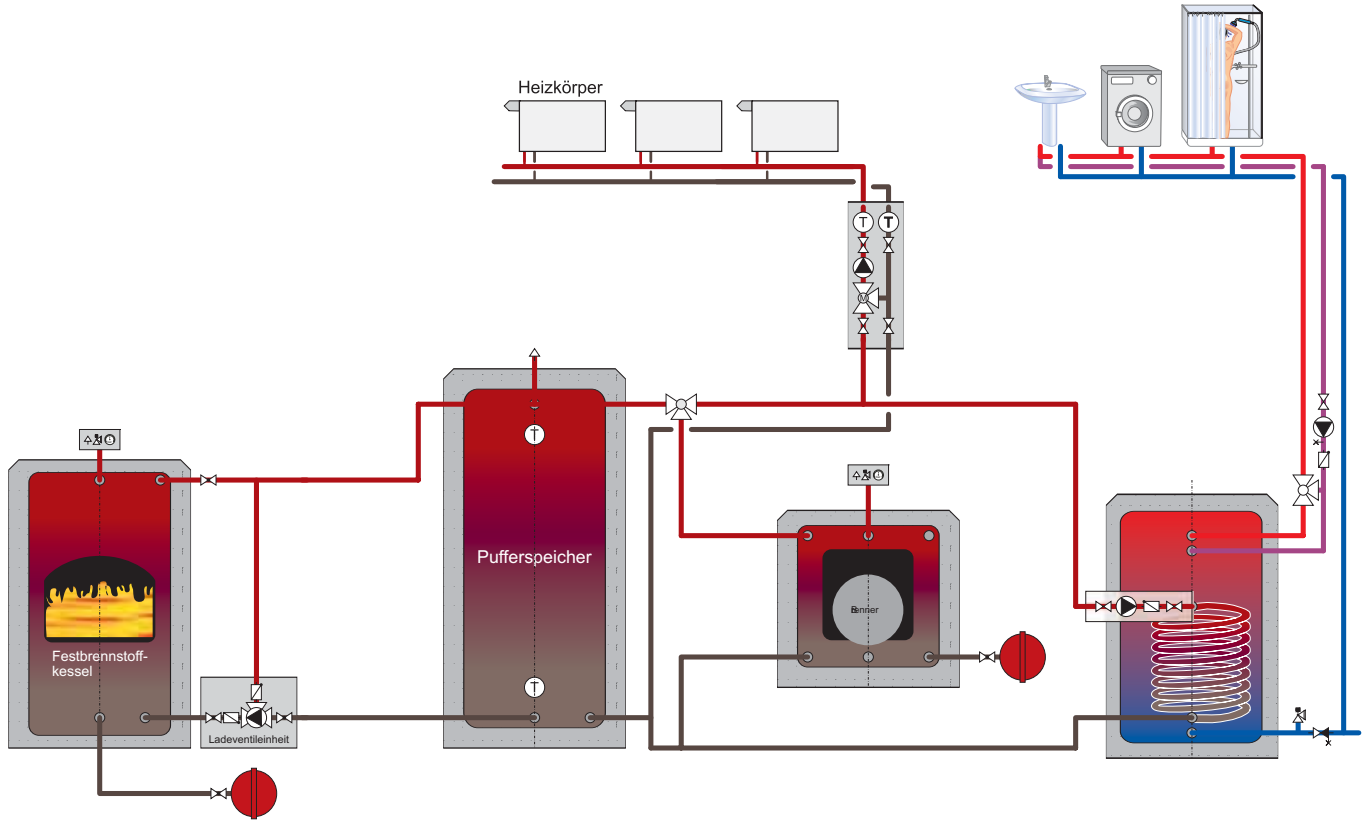 Heizkörper
T
T
M
T
Pufferspeicher
Brenner
Festbrennstoff-
kessel
T
Ladeventileinheit